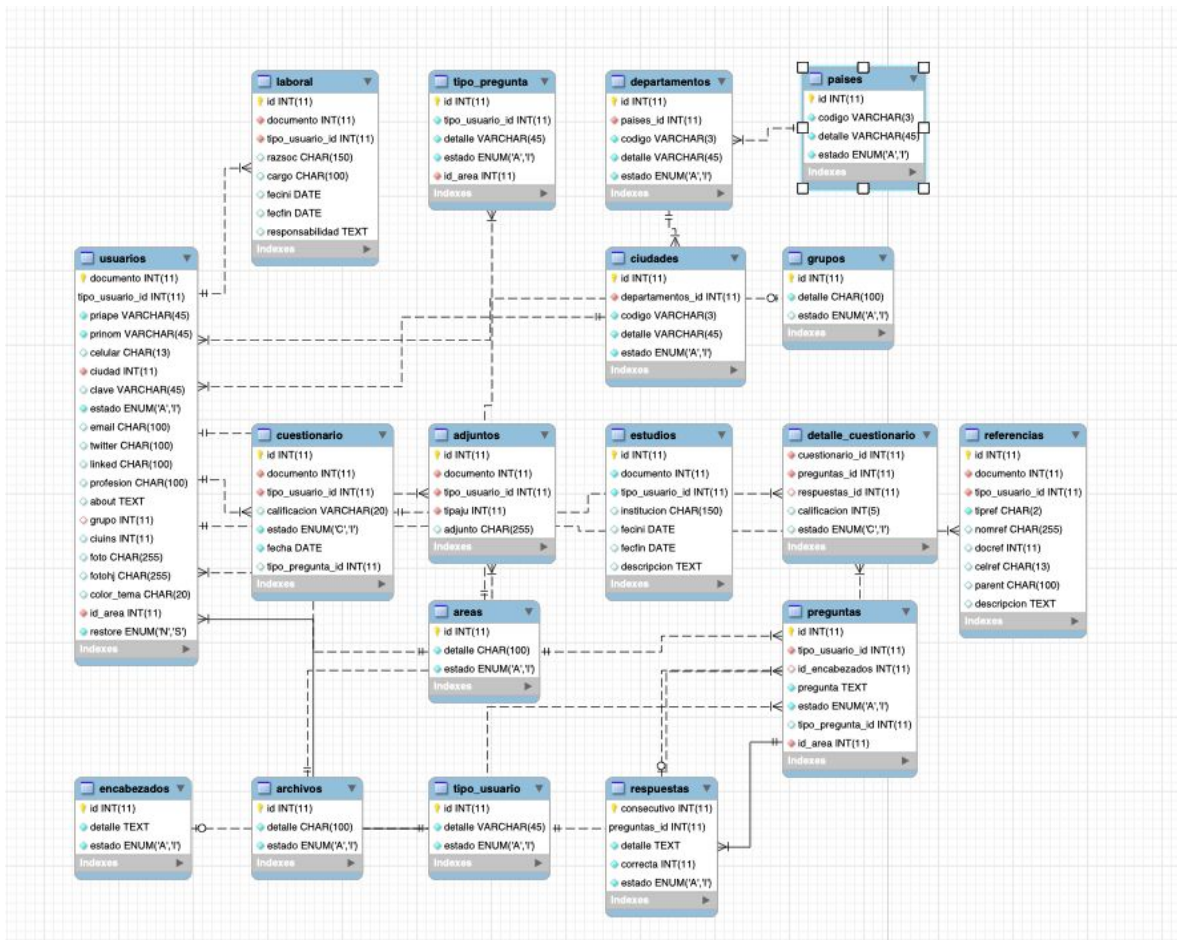 laboral
id INT(11)
documento INT(11)
tipo_usuario_id INT(11)
razsoc CHAR(150)
cargo CHAR(100)
fecini DATE
fecfin DATE
responsabilidad TEXT
Indexes
tipo_pregunta
id INT(11)
tipo_usuario_id INT(11)
detalle VARCHAR(45)
estado ENUM('A','I')
id_area INT(11)
Indexes
departamentos
id INT(11)
paises_id INT(11)
codigo VARCHAR(3)
detalle VARCHAR(45)
estado ENUM('A','I')
Indexes
paises
id INT(11)
codigo VARCHAR(3)
detalle VARCHAR(45)
estado ENUM('A','I')
Indexes
usuarios
documento INT(11)
tipo_usuario_id INT(11)
priape VARCHAR(45)
prinom VARCHAR(45)
celular CHAR(13)
ciudad INT(11)
clave VARCHAR(45)
estado ENUM('A','I')
email CHAR(100)
twitter CHAR(100)
linked CHAR(100)
profesion CHAR(100)
about TEXT
grupo INT(11)
ciuins INT(11)
foto CHAR(255)
fotohj CHAR(255)
color_tema CHAR(20)
id_area INT(11)
restore ENUM('N','S')
Indexes
ciudades
id INT(11)
departamentos_id INT(11)
codigo VARCHAR(3)
detalle VARCHAR(45)
estado ENUM('A','I')
Indexes
grupos
id INT(11)
detalle CHAR(100)
estado ENUM('A','I')
Indexes
cuestionario
id INT(11)
documento INT(11)
tipo_usuario_id INT(11)
calificacion VARCHAR(20)
estado ENUM('C','I')
fecha DATE
tipo_pregunta_id INT(11)
Indexes
adjuntos
id INT(11)
documento INT(11)
tipo_usuario_id INT(11)
tipaju INT(11)
adjunto CHAR(255)
Indexes
estudios
id INT(11)
documento INT(11)
tipo_usuario_id INT(11)
institucion CHAR(150)
fecini DATE
fecfin DATE
descripcion TEXT
Indexes
detalle_cuestionario
cuestionario_id INT(11)
preguntas_id INT(11)
respuestas_id INT(11)
calificacion INT(5)
estado ENUM('C','I')
Indexes
referencias
id INT(11)
documento INT(11)
tipo_usuario_id INT(11)
tipref CHAR(2)
nomref CHAR(255)
docref INT(11)
celref CHAR(13)
parent CHAR(100)
descripcion TEXT
Indexes
areas
id INT(11)
detalle CHAR(100)
estado ENUM('A','I')
Indexes
preguntas
id INT(11)
tipo_usuario_id INT(11)
id_encabezados INT(11)
pregunta TEXT
estado ENUM('A','I')
tipo_pregunta_id INT(11)
id_area INT(11)
Indexes
encabezados
id INT(11)
detalle TEXT
estado ENUM('A','I')
Indexes
archivos
id INT(11)
detalle CHAR(100)
estado ENUM('A','I')
Indexes
tipo_usuario
id INT(11)
detalle VARCHAR(45)
estado ENUM('A','I')
Indexes
respuestas
consecutivo INT(11)
preguntas_id INT(11)
detalle TEXT
correcta INT(11)
estado ENUM('A','I')
Indexes